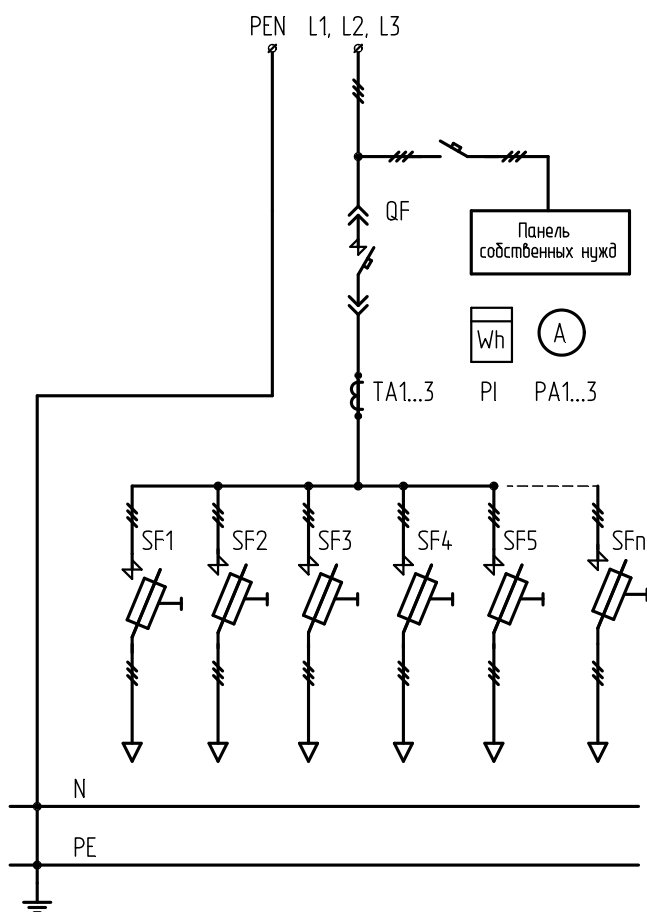 PEN L1, L2, L3
QF
Панель
собственных нужд
Wh A
TA1...3 PI PA1...3
SF1 SF2 SF3 SF4 SF5 SFn
N
PE